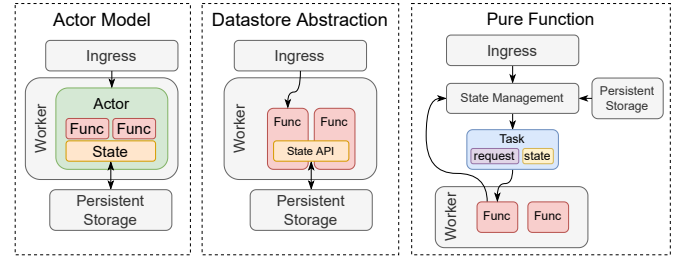 Actor Model
Ingress
Worker
Actor
Func Func
State
Persistent
Storage
Datastore Abstraction
Ingress
Worker
Func Func
State API
Persistent
Storage
Pure Function
Ingress
State Management
Persistent
Storage
Task
request state
Worker
Func Func